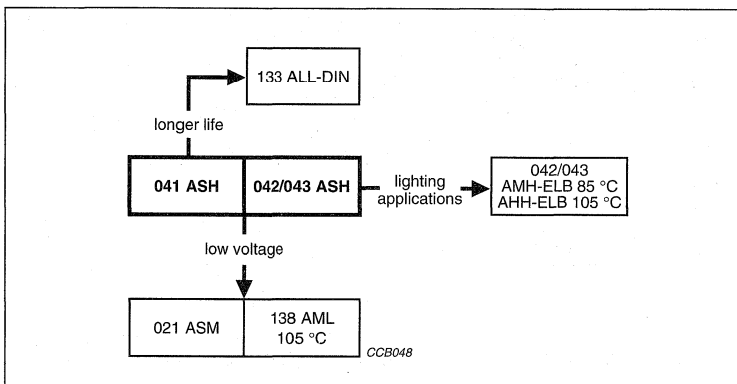 133 ALL-DIN
longer life
041 ASH
042/043 ASH
lighting
applications
042/043
AMH-ELB 85 °C
AHH-ELB 105 °C
low voltage
021 ASM
138 AML
105 °C
CCB048